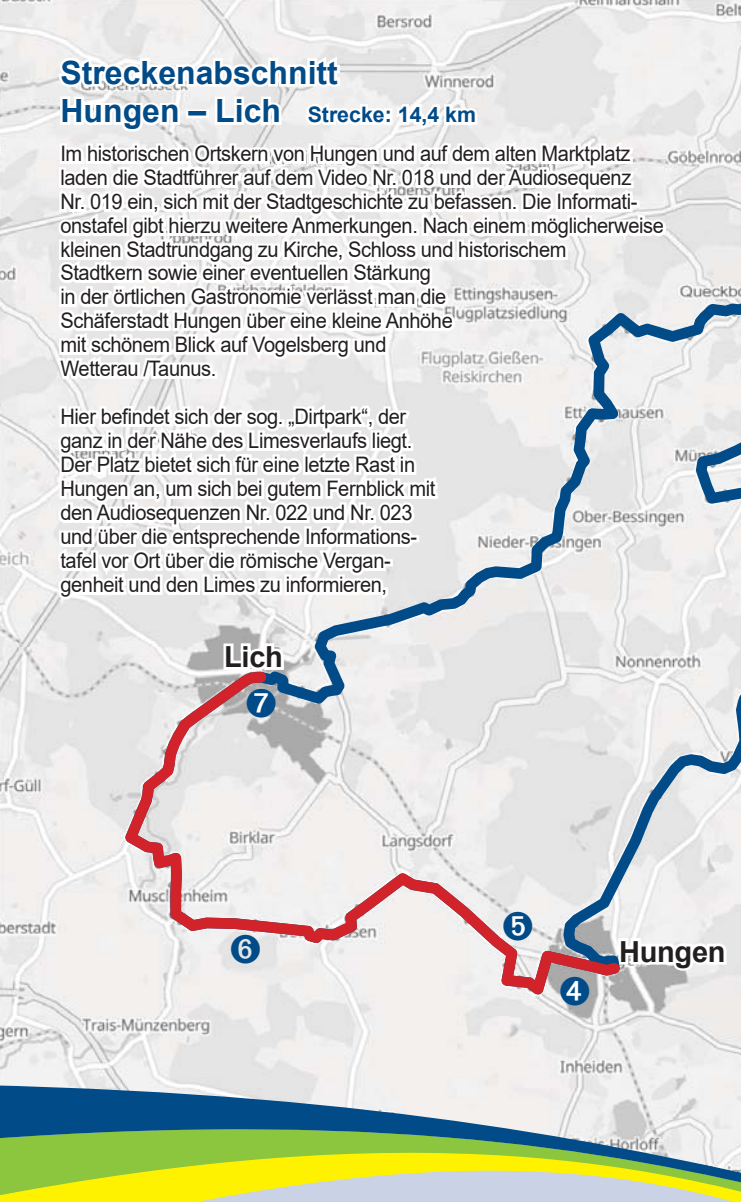 Bersrod
Winnerod
Streckenabschnitt
Hungen – Lich Strecke: 14,4 km
Im historischen Ortskern von Hungen und auf dem alten Marktplatz
laden die Stadtführer auf dem Video Nr. 018 und der Audiosequenz
Nr. 019 ein, sich mit der Stadtgeschichte zu befassen. Die Informati-
onstafel gibt hierzu weitere Anmerkungen. Nach einem möglicherweise
kleinen Stadtrundgang zu Kirche, Schloss und historischem
Stadtkern sowie einer eventuellen Stärkung
in der örtlichen Gastronomie verlässt man die
Schäferstadt Hungen über eine kleine Anhöhe
mit schönem Blick auf Vogelsberg und
Wetterau /Taunus.
Hier befindet sich der sog. „Dirtpark“, der
ganz in der Nähe des Limesverlaufs liegt.
Der Platz bietet sich für eine letzte Rast in
Hungen an, um sich bei gutem Fernblick mit
den Audiosequenzen Nr. 022 und Nr. 023
und über die entsprechende Informations-
tafel vor Ort über die römische Vergan-
genheit und den Limes zu informieren,
Göbelnrod
Ettingshausen-
Flugplatzsiedlung
Flugplatz Gießen-
Reiskirchen
Ober-Bessingen
Nonnenroth
Lich
7
Birklar
Langsdorf
Muschenheim
5
6
Hungen
4
Trais-Münzenberg
Inheiden